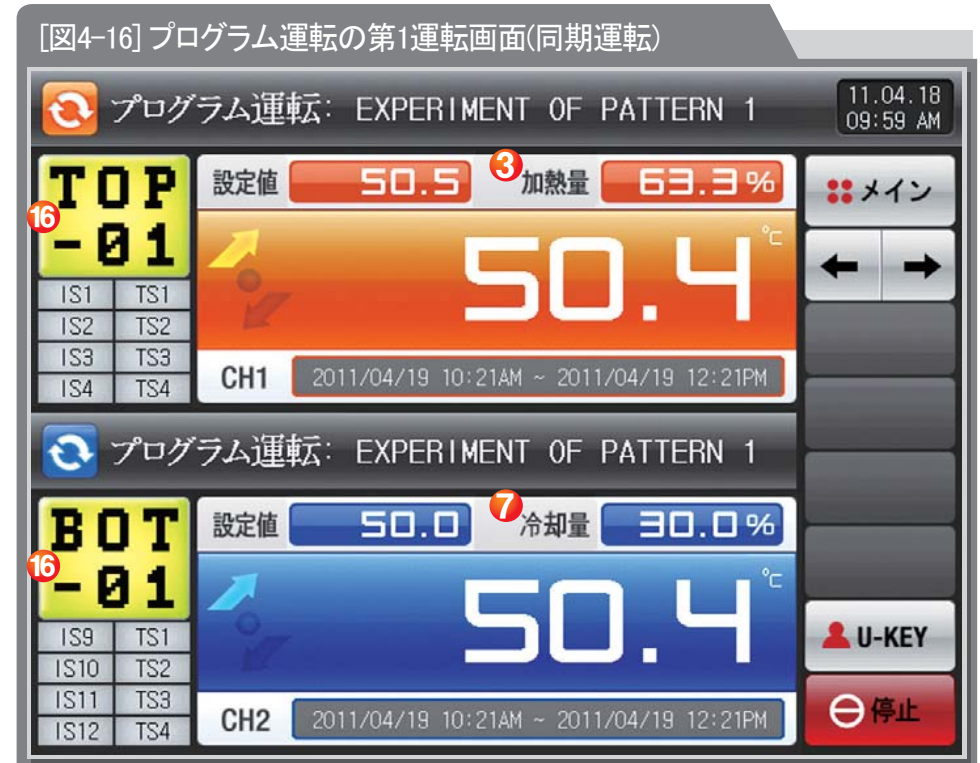 [図4-16] プログラム運転の第1運転画面(同期運転)
プログラム運転: EXPERIMENT OF PATTERN 1
11.04.18
09:59 AM
TOP
-01
16
設定値 50.5
3 加熱量 63.3%
50.4 ℃
IS1 TS1
IS2 TS2
IS3 TS3
IS4 TS4
CH1 2011/04/19 10:21AM ~ 2011/04/19 12:21PM
メイン
← →
プログラム運転: EXPERIMENT OF PATTERN 1
BOT
-01
16
設定値 50.0
7 冷却量 30.0%
50.4 ℃
IS9 TS1
IS10 TS2
IS11 TS3
IS12 TS4
CH2 2011/04/19 10:21AM ~ 2011/04/19 12:21PM
U-KEY
停止